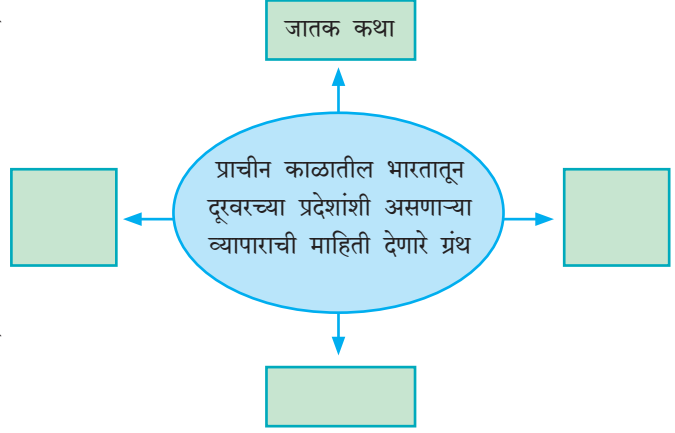 जातक कथा
प्राचीन काळातील भारतातून
दूरवरच्या प्रदेशांशी असणाऱ्या
व्यापाराची माहिती देणारे ग्रंथ